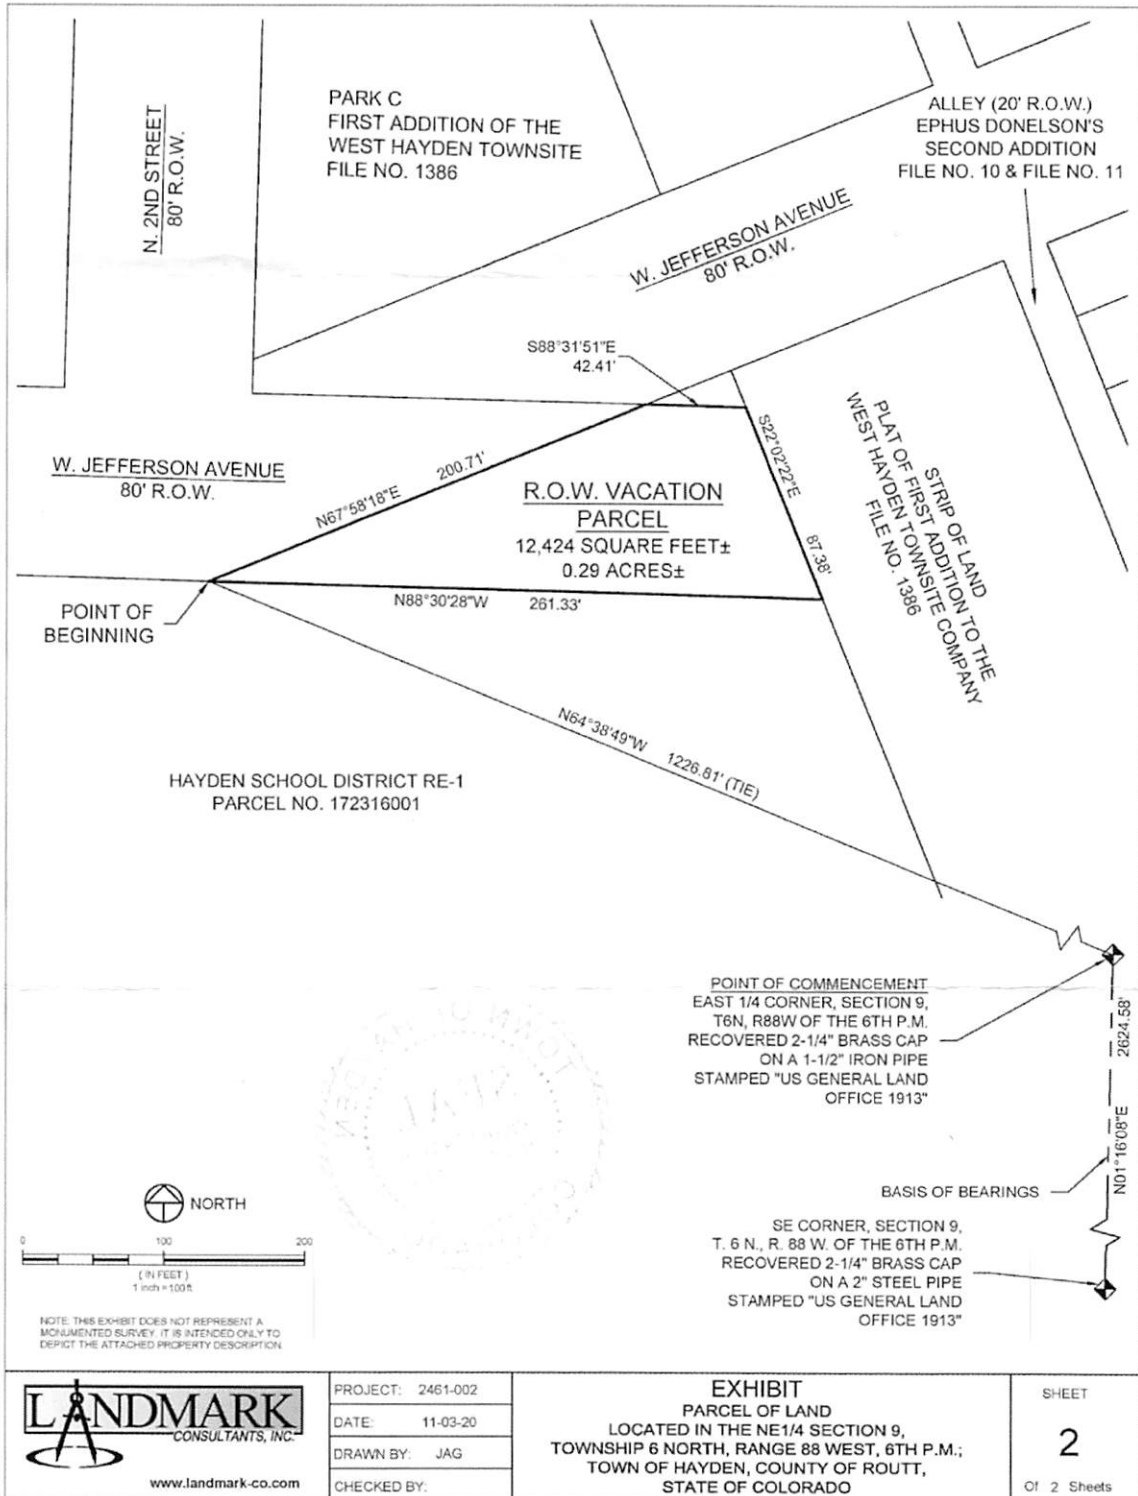 N. 2ND STREET
80' R.O.W.
PARK C
FIRST ADDITION OF THE
WEST HAYDEN TOWNSITE
FILE NO. 1386
ALLEY (20' R.O.W.)
EPHUS DONELSON'S
SECOND ADDITION
FILE NO. 10 & FILE NO. 11
W. JEFFERSON AVENUE
80' R.O.W.
S88°31'51"E
42.41'
W. JEFFERSON AVENUE
80' R.O.W.
N67°58'18"E 200.71'
R.O.W. VACATION
PARCEL
12,424 SQUARE FEET±
0.29 ACRES±
S22°02'22"E 87.38'
STRIP OF LAND
PLAT OF FIRST ADDITION TO THE
WEST HAYDEN TOWNSITE COMPANY
FILE NO. 1386
N88°30'28"W 261.33'
POINT OF
BEGINNING
N64°38'49"W 1226.81' (TIE)
HAYDEN SCHOOL DISTRICT RE-1
PARCEL NO. 172316001
POINT OF COMMENCEMENT
EAST 1/4 CORNER, SECTION 9,
T6N, R88W OF THE 6TH P.M.
RECOVERED 2-1/4" BRASS CAP
ON A 1-1/2" IRON PIPE
STAMPED "US GENERAL LAND
OFFICE 1913"
N01°16'08"E 2624.58'
BASIS OF BEARINGS
SE CORNER, SECTION 9,
T. 6 N., R. 88 W. OF THE 6TH P.M.
RECOVERED 2-1/4" BRASS CAP
ON A 2" STEEL PIPE
STAMPED "US GENERAL LAND
OFFICE 1913"
TOWN OF HAYDEN
SEAL
NORTH
0 100 200
( IN FEET )
1 inch = 100 ft.
NOTE: THIS EXHIBIT DOES NOT REPRESENT A
MONUMENTED SURVEY. IT IS INTENDED ONLY TO
DEPICT THE ATTACHED PROPERTY DESCRIPTION
LANDMARK
CONSULTANTS, INC.
www.landmark-co.com
PROJECT: 2461-002
DATE: 11-03-20
DRAWN BY: JAG
CHECKED BY:
EXHIBIT
PARCEL OF LAND
LOCATED IN THE NE1/4 SECTION 9,
TOWNSHIP 6 NORTH, RANGE 88 WEST, 6TH P.M.;
TOWN OF HAYDEN, COUNTY OF ROUTT,
STATE OF COLORADO
SHEET
2
Of 2 Sheets